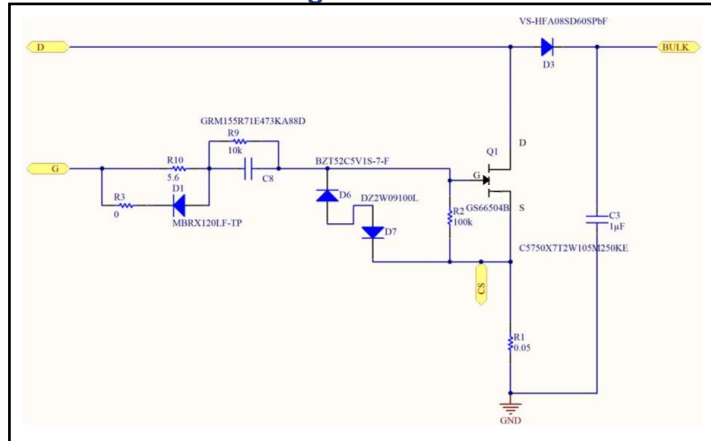 VS-HFA08SD60SPbF
D
BULK
D3
GRM155R71E473KA88D
R9
10k
D
Q1
R10
BZT52C5V1S-7-F
G
5.6
C8
G
D1
D6
DZ2W09100L
GS66504B
R3
R2
S
C3
0
100k
1µF
MBRX120LF-TP
D7
C5750X7T2W105M250KE
CS
R1
0.05
GND